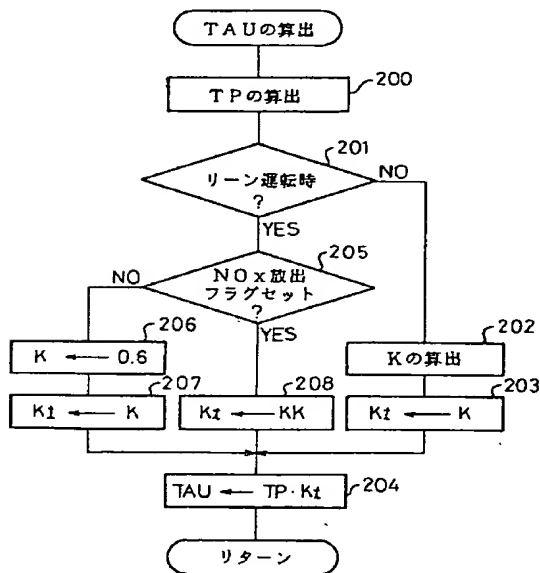 TAUの算出
TPの算出
200
リーン運転時
?
201
NO
YES
NOx放出
フラグセット
?
205
NO
YES
K ← 0.6
206
Kt ← K
207
Kt ← KK
208
Kの算出
202
Kt ← K
203
TAU ← TP・Kt
204
リターン